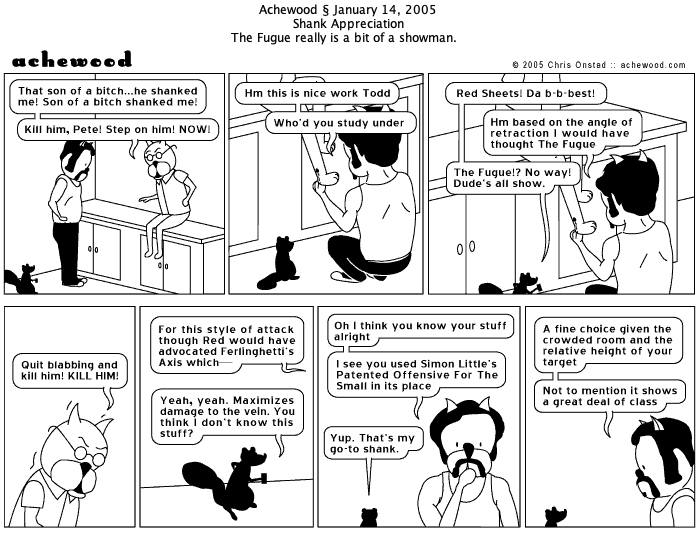 Achewood § January 14, 2005
Shank Appreciation
The Fugue really is a bit of a showman.
achewood
© 2005 Chris Onstad :: achewood.com
That son of a bitch...he shanked
me! Son of a bitch shanked me!
Kill him, Pete! Step on him! NOW!
Hm this is nice work Todd
Who'd you study under
Red Sheets! Da b-b-best!
Hm based on the angle of
retraction I would have
thought The Fugue
The Fugue!? No way!
Dude's all show.
Quit blabbing and
kill him! KILL HIM!
For this style of attack
though Red would have
advocated Ferlinghetti's
Axis which—
Yeah, yeah. Maximizes
damage to the vein. You
think I don't know this
stuff?
Oh I think you know your stuff
alright
I see you used Simon Little's
Patented Offensive For The
Small in its place
Yup. That's my
go-to shank.
A fine choice given the
crowded room and the
relative height of your
target
Not to mention it shows
a great deal of class